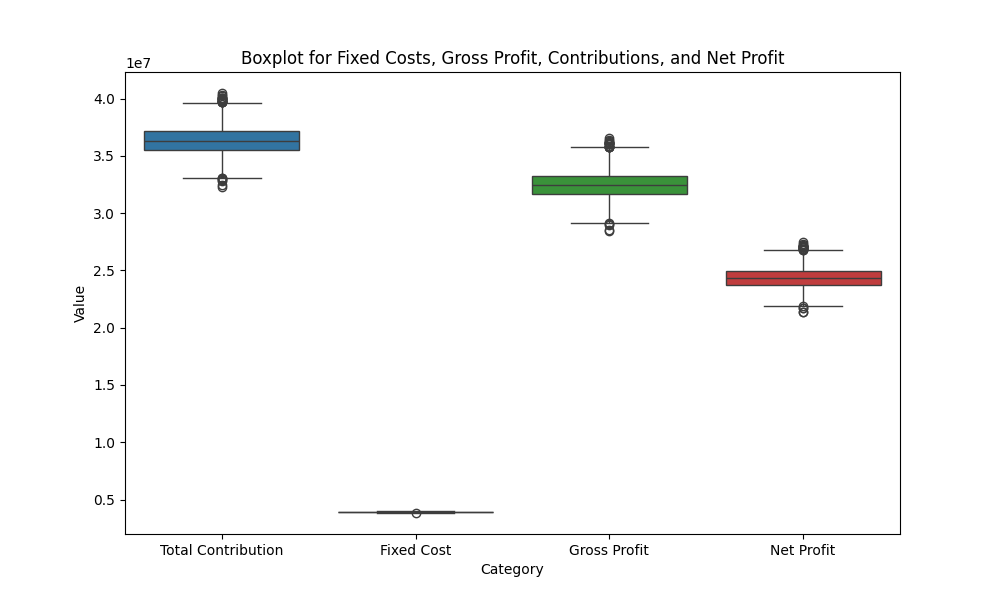 Boxplot for Fixed Costs, Gross Profit, Contributions, and Net Profit
1e7
4.0
3.5
3.0
2.5
2.0
1.5
1.0
0.5
Value
Total Contribution
Fixed Cost
Gross Profit
Net Profit
Category